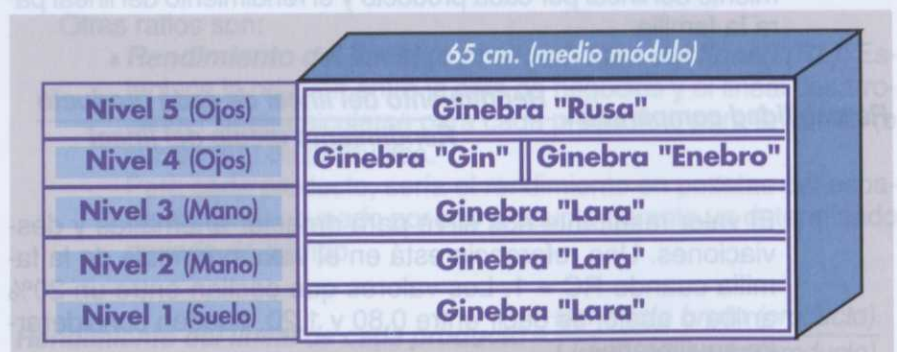 65 cm. (medio módulo)
Nivel 5 (Ojos) Ginebra "Rusa"
Nivel 4 (Ojos) Ginebra "Gin" Ginebra "Enebro"
Nivel 3 (Mano) Ginebra "Lara"
Nivel 2 (Mano) Ginebra "Lara"
Nivel 1 (Suelo) Ginebra "Lara"